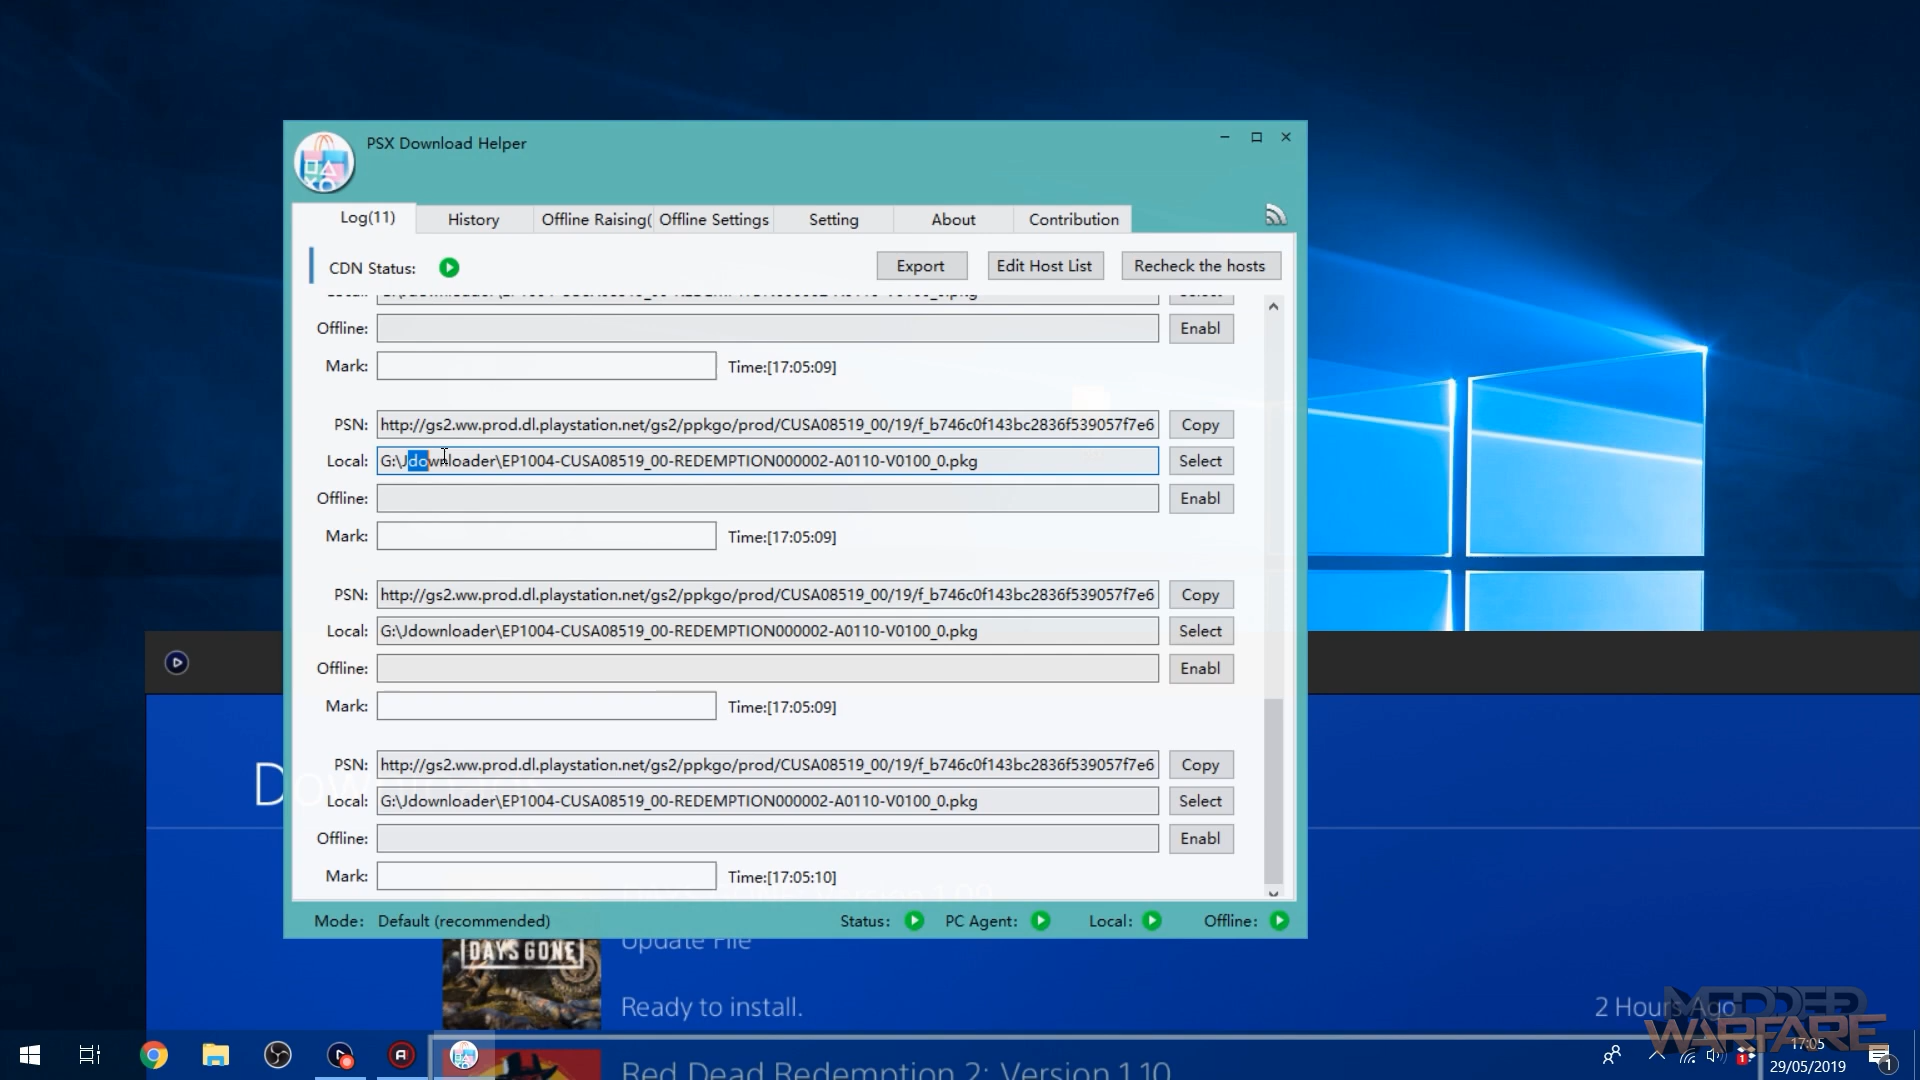 PSX Download Helper
Log(11) History Offline Raising( Offline Settings Setting About Contribution
CDN Status: Export Edit Host List Recheck the hosts
Offline: Enabl
Mark: Time:[17:05:09]
PSN: http://gs2.ww.prod.dl.playstation.net/gs2/ppkgo/prod/CUSA08519_00/19/f_b746c0f143bc2836f539057f7e6 Copy
Local: G:\Jdownloader\EP1004-CUSA08519_00-REDEMPTION000002-A0110-V0100_0.pkg Select
Offline: Enabl
Mark: Time:[17:05:09]
PSN: http://gs2.ww.prod.dl.playstation.net/gs2/ppkgo/prod/CUSA08519_00/19/f_b746c0f143bc2836f539057f7e6 Copy
Local: G:\Jdownloader\EP1004-CUSA08519_00-REDEMPTION000002-A0110-V0100_0.pkg Select
Offline: Enabl
Mark: Time:[17:05:09]
PSN: http://gs2.ww.prod.dl.playstation.net/gs2/ppkgo/prod/CUSA08519_00/19/f_b746c0f143bc2836f539057f7e6 Copy
Local: G:\Jdownloader\EP1004-CUSA08519_00-REDEMPTION000002-A0110-V0100_0.pkg Select
Offline: Enabl
Mark: Time:[17:05:10]
Mode: Default (recommended) Status: PC Agent: Local: Offline:
DAYS GONE Update File
Ready to install. 2 Hours Ago
MODDED WARFARE
Red Dead Redemption 2: Version 1.10
17:05
29/05/2019
1
1